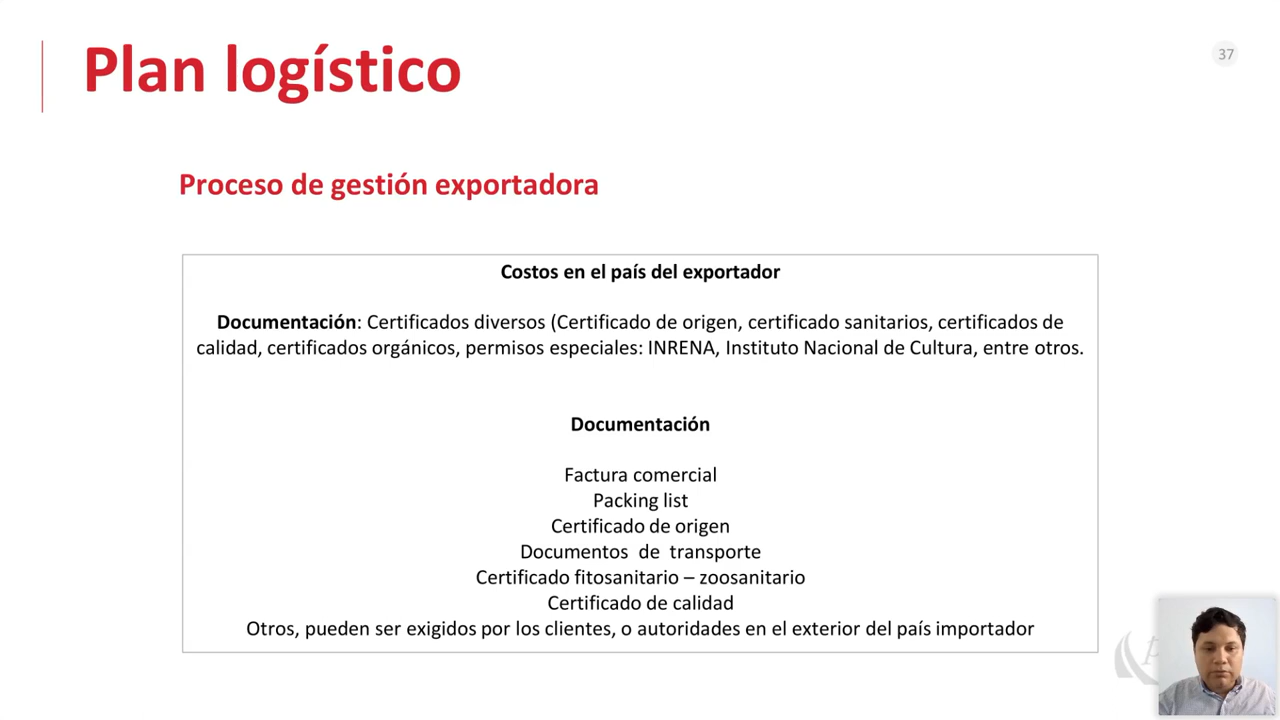 Plan logístico
37
Proceso de gestión exportadora
Costos en el país del exportador
Documentación: Certificados diversos (Certificado de origen, certificado sanitarios, certificados de
calidad, certificados orgánicos, permisos especiales: INRENA, Instituto Nacional de Cultura, entre otros.
Documentación
Factura comercial
Packing list
Certificado de origen
Documentos de transporte
Certificado fitosanitario – zoosanitario
Certificado de calidad
Otros, pueden ser exigidos por los clientes, o autoridades en el exterior del país importador